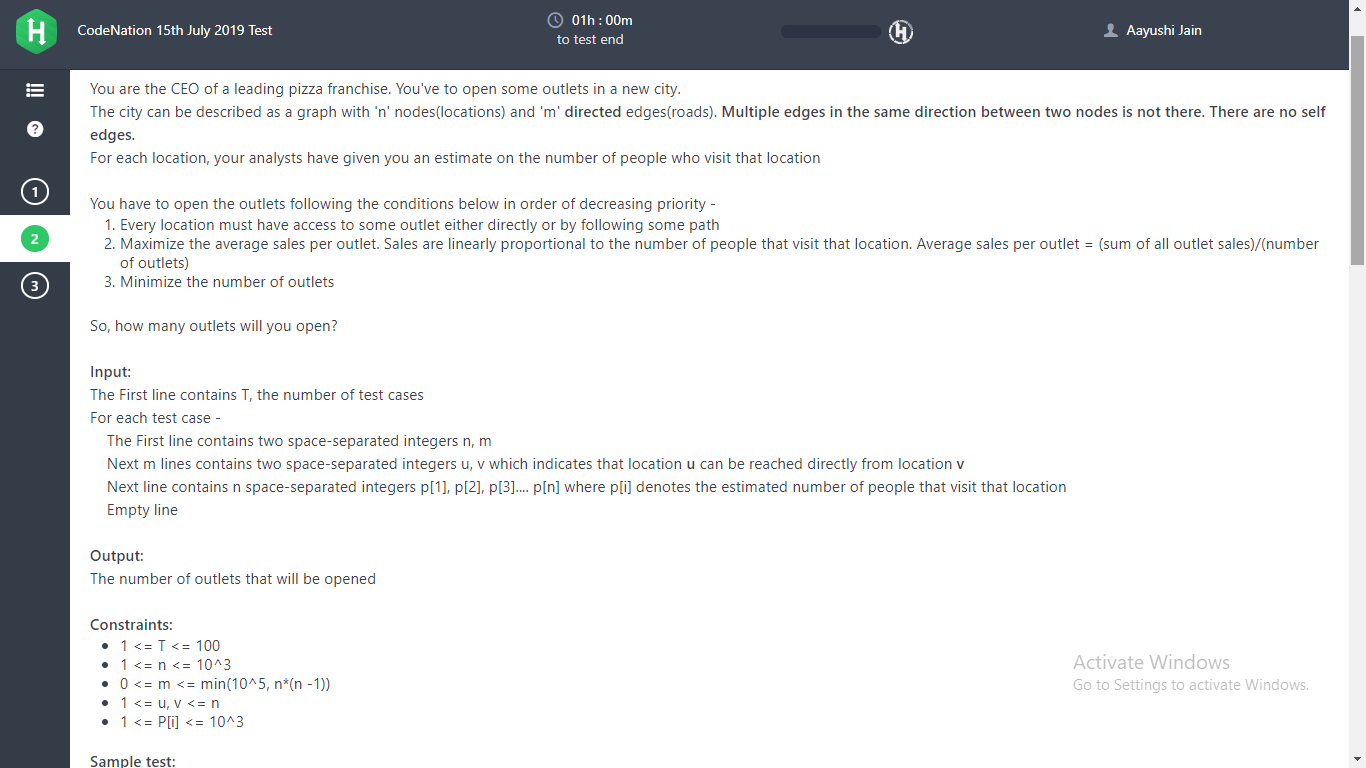 CodeNation 15th July 2019 Test
01h : 00m
to test end
Aayushi Jain
You are the CEO of a leading pizza franchise. You've to open some outlets in a new city.
The city can be described as a graph with 'n' nodes(locations) and 'm' directed edges(roads). Multiple edges in the same direction between two nodes is not there. There are no self
edges.
For each location, your analysts have given you an estimate on the number of people who visit that location
You have to open the outlets following the conditions below in order of decreasing priority -
1. Every location must have access to some outlet either directly or by following some path
2. Maximize the average sales per outlet. Sales are linearly proportional to the number of people that visit that location. Average sales per outlet = (sum of all outlet sales)/(number
of outlets)
3. Minimize the number of outlets
So, how many outlets will you open?
Input:
The First line contains T, the number of test cases
For each test case -
The First line contains two space-separated integers n, m
Next m lines contains two space-separated integers u, v which indicates that location u can be reached directly from location v
Next line contains n space-separated integers p[1], p[2], p[3].... p[n] where p[i] denotes the estimated number of people that visit that location
Empty line
Output:
The number of outlets that will be opened
Constraints:
• 1 <= T <= 100
• 1 <= n <= 10^3
• 0 <= m <= min(10^5, n*(n -1))
• 1 <= u, v <= n
• 1 <= P[i] <= 10^3
Sample test:
?
1
2
3
Activate Windows
Go to Settings to activate Windows.